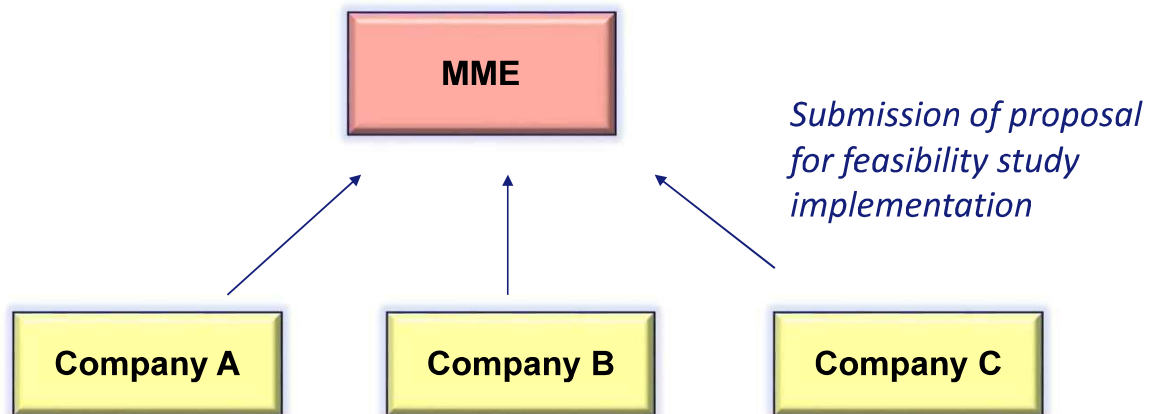 MME
Submission of proposal
for feasibility study
implementation
Company A
Company B
Company C